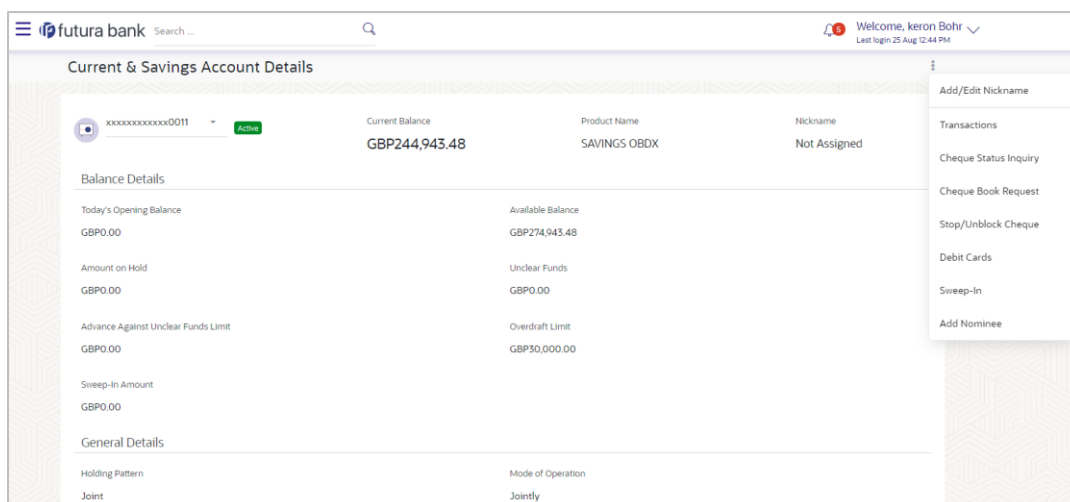 futura bank Search ...
5
Welcome, keron Bohr
Last login 25 Aug 12:44 PM
Current & Savings Account Details
Add/Edit Nickname
Transactions
Cheque Status Inquiry
Cheque Book Request
Stop/Unblock Cheque
Debit Cards
Sweep-In
Add Nominee
xxxxxxxxxxxx0011 Active
Current Balance
GBP244,943.48
Product Name
SAVINGS OBDX
Nickname
Not Assigned
Balance Details
Today's Opening Balance
GBP0.00
Available Balance
GBP274,943.48
Amount on Hold
GBP0.00
Unclear Funds
GBP0.00
Advance Against Unclear Funds Limit
GBP0.00
Overdraft Limit
GBP30,000.00
Sweep-In Amount
GBP0.00
General Details
Holding Pattern
Joint
Mode of Operation
Jointly